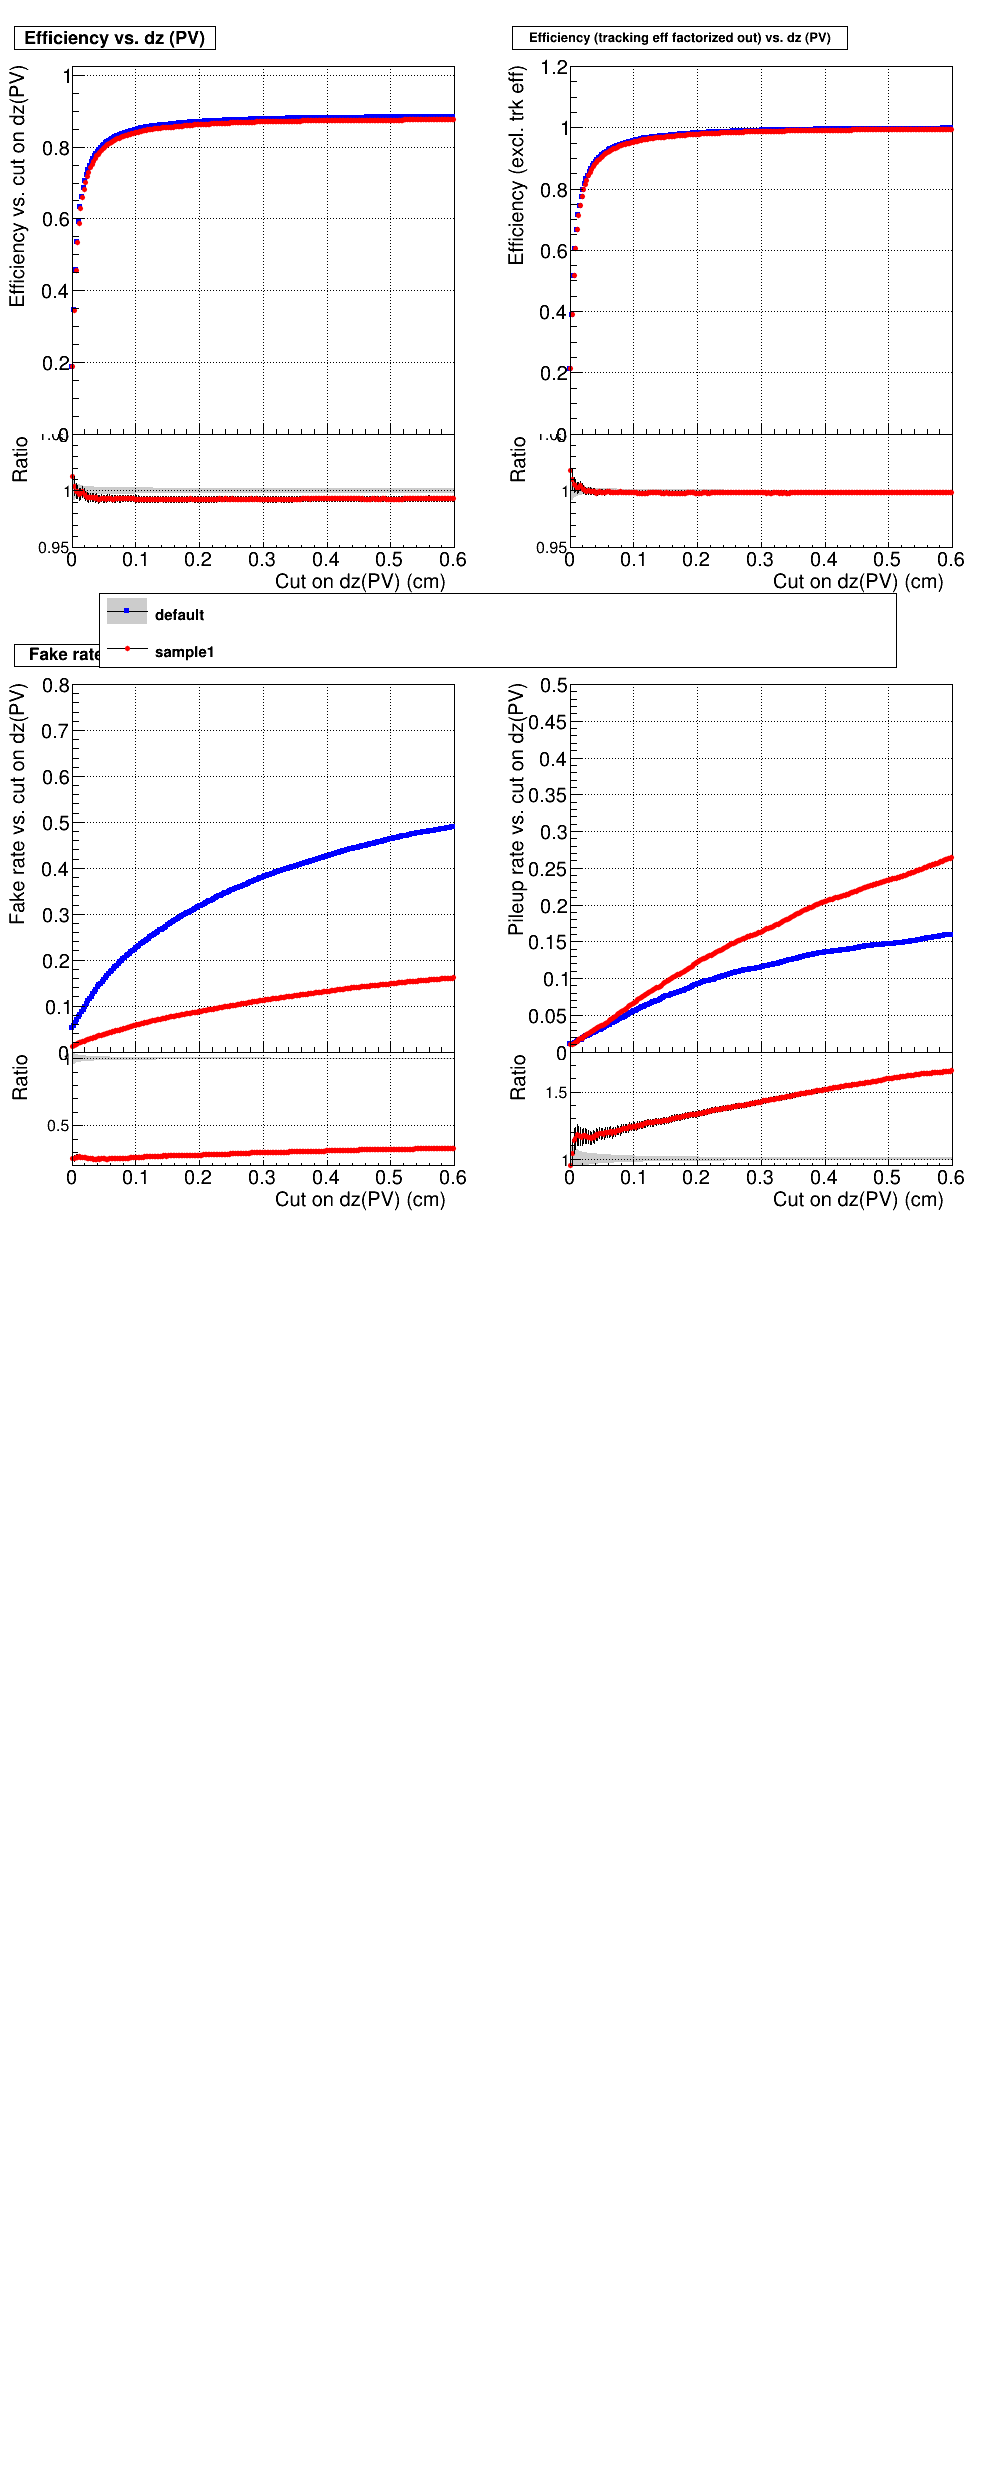 Efficiency vs. dz (PV)
Efficiency (tracking eff factorized out) vs. dz (PV)
Efficiency vs. cut on dz(PV)
1
0.8
0.6
0.4
0.2
0
Ratio
1
0.95
0 0.1 0.2 0.3 0.4 0.5 0.6
Cut on dz(PV) (cm)
Efficiency (excl. trk eff)
1.2
1
0.8
0.6
0.4
0.2
0
Ratio
1
0.95
0 0.1 0.2 0.3 0.4 0.5 0.6
Cut on dz(PV) (cm)
default
sample1
Fake rate
Fake rate vs. cut on dz(PV)
0.8
0.7
0.6
0.5
0.4
0.3
0.2
0.1
0
Ratio
1
0.5
0 0.1 0.2 0.3 0.4 0.5 0.6
Cut on dz(PV) (cm)
Pileup rate vs. cut on dz(PV)
0.5
0.45
0.4
0.35
0.3
0.25
0.2
0.15
0.1
0.05
0
Ratio
1.5
1
0 0.1 0.2 0.3 0.4 0.5 0.6
Cut on dz(PV) (cm)